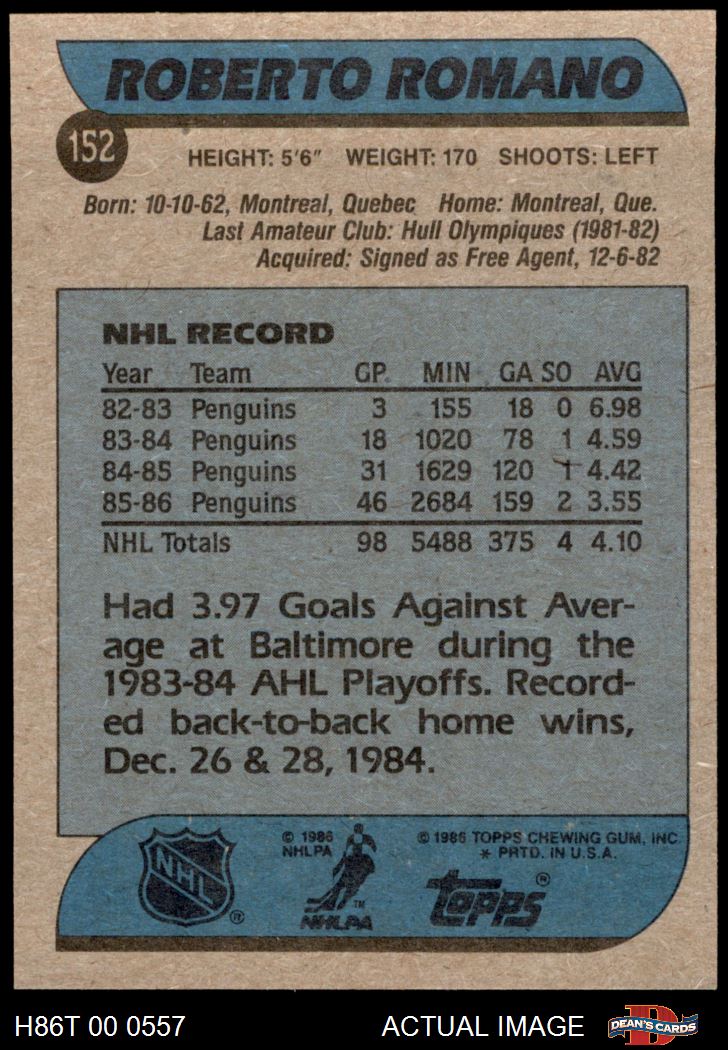 ROBERTO ROMANO
152
HEIGHT: 5'6" WEIGHT: 170 SHOOTS: LEFT
Born: 10-10-62, Montreal, Quebec Home: Montreal, Que.
Last Amateur Club: Hull Olympiques (1981-82)
Acquired: Signed as Free Agent, 12-6-82
NHL RECORD
Year Team GP. MIN GA SO AVG
82-83 Penguins 3 155 18 0 6.98
83-84 Penguins 18 1020 78 1 4.59
84-85 Penguins 31 1629 120 1 4.42
85-86 Penguins 46 2684 159 2 3.55
NHL Totals 98 5488 375 4 4.10
Had 3.97 Goals Against Aver-
age at Baltimore during the
1983-84 AHL Playoffs. Record-
ed back-to-back home wins,
Dec. 26 & 28, 1984.
NHL ®
© 1986
NHLPA
TM
NHLPA
© 1986 TOPPS CHEWING GUM, INC.
* PRTD. IN U.S.A.
TOPPS ®
H86T 00 0557 ACTUAL IMAGE D DEAN'S CARDS